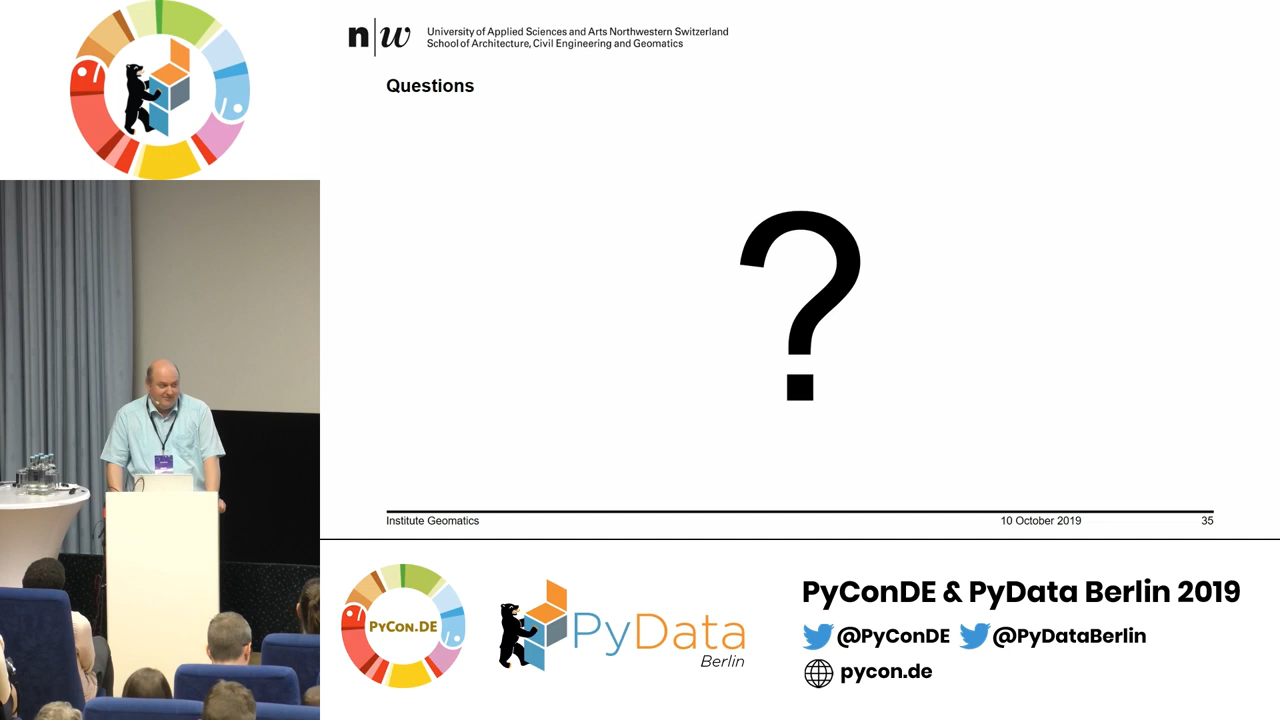 n|w
University of Applied Sciences and Arts Northwestern Switzerland
School of Architecture, Civil Engineering and Geomatics
Questions
?
Institute Geomatics
10 October 2019
35
PyCon.DE
PyData
Berlin
PyConDE & PyData Berlin 2019
@PyConDE @PyDataBerlin
pycon.de